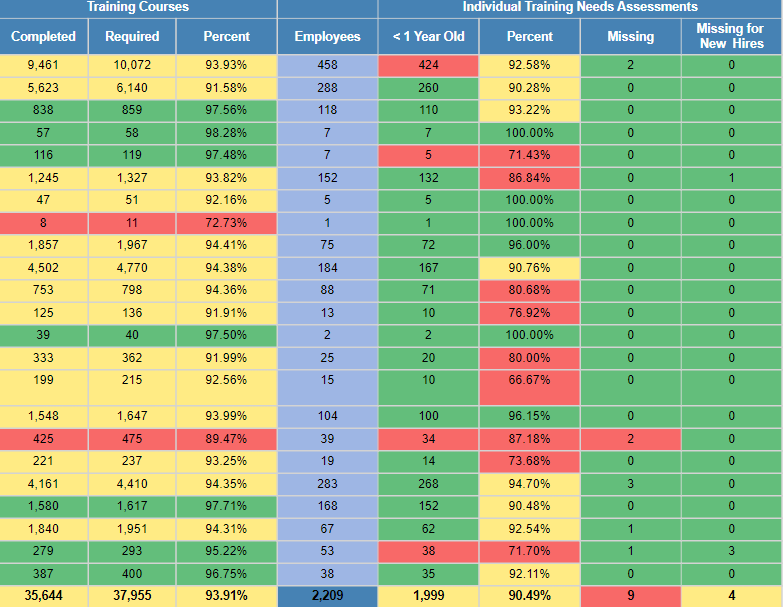 Training Courses Individual Training Needs Assessments
Completed Required Percent Employees < 1 Year Old Percent Missing Missing for New Hires
9,461 10,072 93.93% 458 424 92.58% 2 0
5,623 6,140 91.58% 288 260 90.28% 0 0
838 859 97.56% 118 110 93.22% 0 0
57 58 98.28% 7 7 100.00% 0 0
116 119 97.48% 7 5 71.43% 0 0
1,245 1,327 93.82% 152 132 86.84% 0 1
47 51 92.16% 5 5 100.00% 0 0
8 11 72.73% 1 1 100.00% 0 0
1,857 1,967 94.41% 75 72 96.00% 0 0
4,502 4,770 94.38% 184 167 90.76% 0 0
753 798 94.36% 88 71 80.68% 0 0
125 136 91.91% 13 10 76.92% 0 0
39 40 97.50% 2 2 100.00% 0 0
333 362 91.99% 25 20 80.00% 0 0
199 215 92.56% 15 10 66.67% 0 0
1,548 1,647 93.99% 104 100 96.15% 0 0
425 475 89.47% 39 34 87.18% 2 0
221 237 93.25% 19 14 73.68% 0 0
4,161 4,410 94.35% 283 268 94.70% 3 0
1,580 1,617 97.71% 168 152 90.48% 0 0
1,840 1,951 94.31% 67 62 92.54% 1 0
279 293 95.22% 53 38 71.70% 1 3
387 400 96.75% 38 35 92.11% 0 0
35,644 37,955 93.91% 2,209 1,999 90.49% 9 4